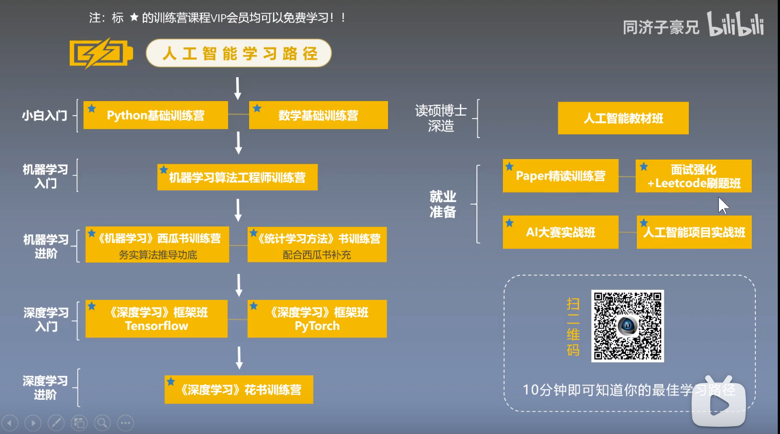 注：标 ★ 的训练营课程VIP会员均可以免费学习！！
同济子豪兄 bilibili
人工智能学习路径
小白入门
Python基础训练营
数学基础训练营
机器学习
入门
机器学习算法工程师训练营
机器学习
进阶
《机器学习》西瓜书训练营
务实算法推导功底
《统计学习方法》书训练营
配合西瓜书补充
深度学习
入门
《深度学习》框架班
Tensorflow
《深度学习》框架班
PyTorch
深度学习
进阶
《深度学习》花书训练营
读硕博士
深造
人工智能教材班
就业
准备
Paper精读训练营
面试强化
+Leetcode刷题班
AI大赛实战班
人工智能项目实战班
扫二维码
10分钟即可知道你的最佳学习路径